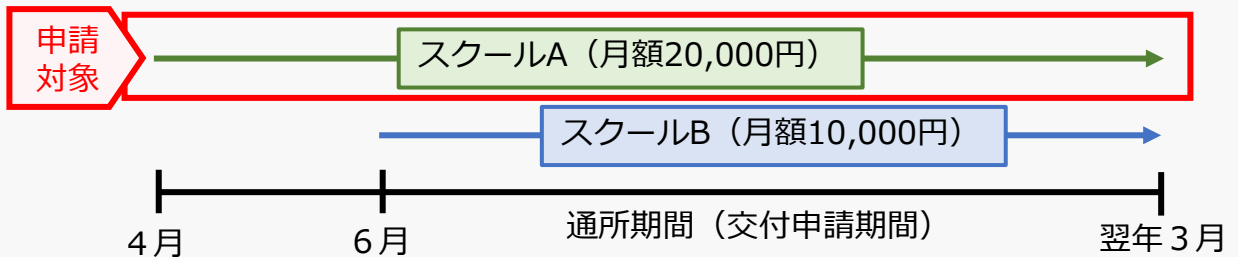 申請
対象
スクールA（月額20,000円）
スクールB（月額10,000円）
通所期間（交付申請期間）
４月
６月
翌年３月